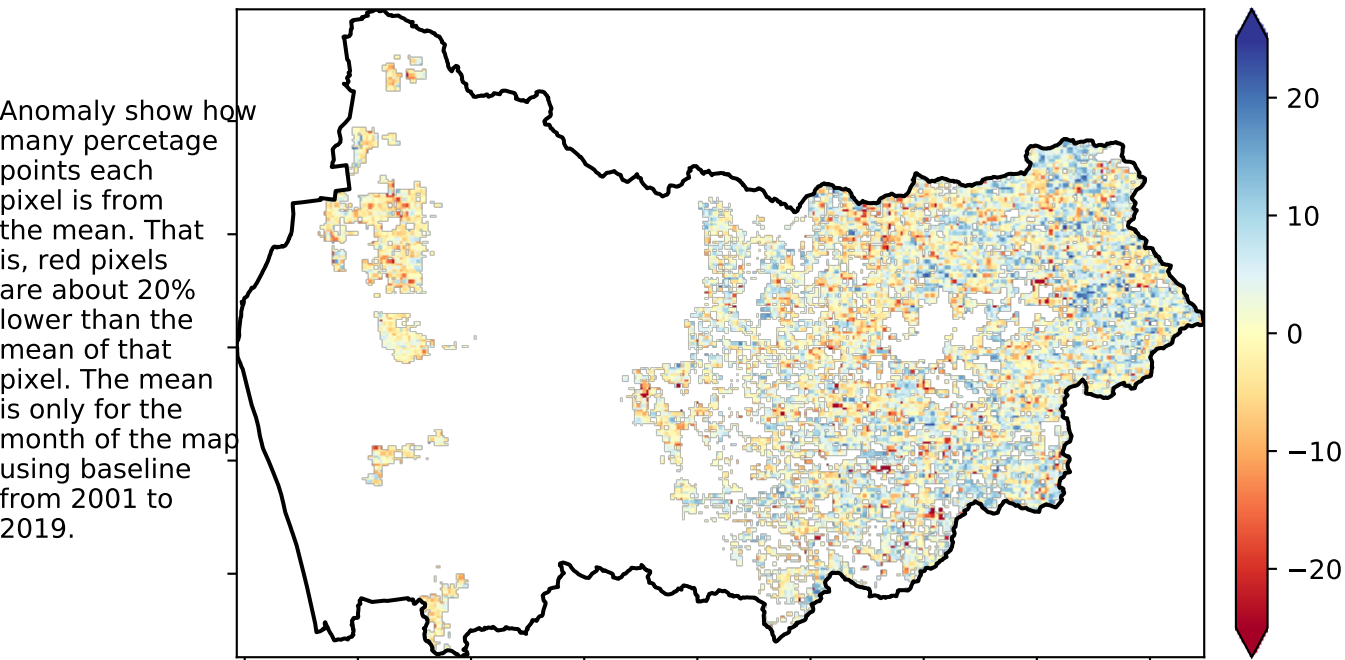 Anomaly show how
many percetage
points each
pixel is from
the mean. That
is, red pixels
are about 20%
lower than the
mean of that
pixel. The mean
is only for the
month of the map
using baseline
from 2001 to
2019.
20
10
0
−10
−20